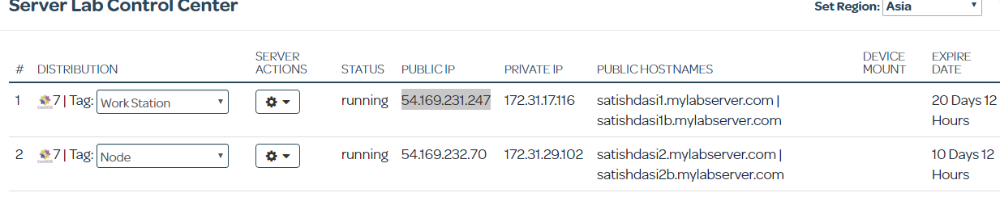 Server Lab Control Center
Set Region: Asia
# DISTRIBUTION SERVER ACTIONS STATUS PUBLIC IP PRIVATE IP PUBLIC HOSTNAMES DEVICE MOUNT EXPIRE DATE
1 CentOS 7 | Tag: Work Station running 54.169.231.247 172.31.17.116 satishdasi1.mylabserver.com | 20 Days 12
satishdasi1b.mylabserver.com Hours
2 CentOS 7 | Tag: Node running 54.169.232.70 172.31.29.102 satishdasi2.mylabserver.com | 10 Days 12
satishdasi2b.mylabserver.com Hours